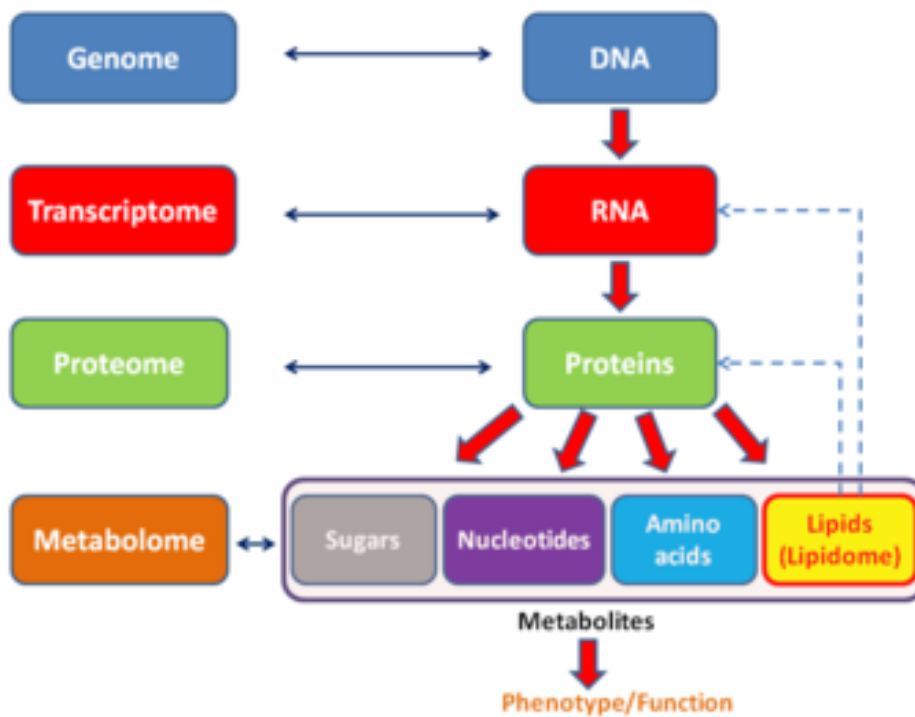 Genome
DNA
Transcriptome
RNA
Proteome
Proteins
Metabolome
Sugars
Nucleotides
Amino
acids
Lipids
(Lipidome)
Metabolites
Phenotype/Function